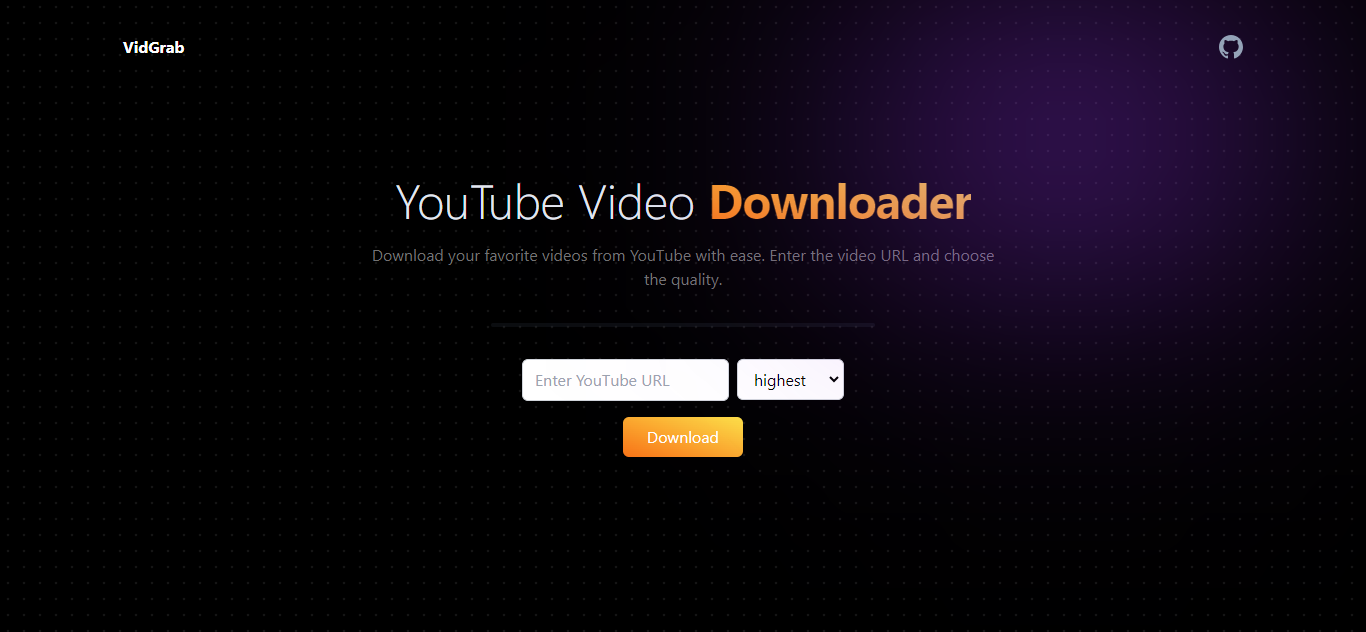 VidGrab
YouTube Video Downloader
Download your favorite videos from YouTube with ease. Enter the video URL and choose
the quality.
Enter YouTube URL
highest
Download